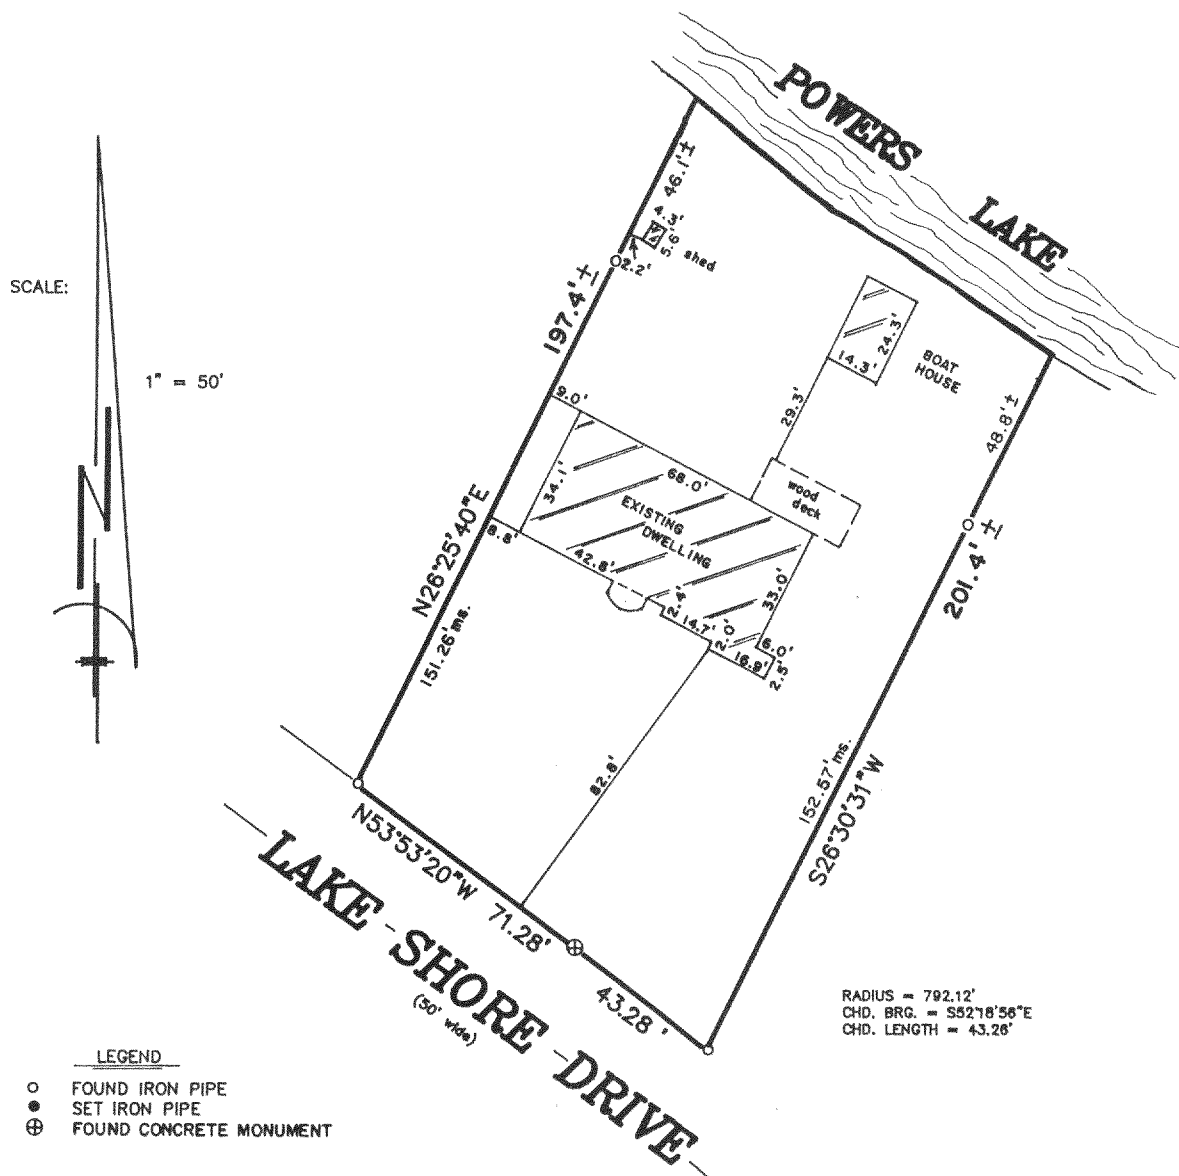 POWERS LAKE
46.1'±
4.3'
5.6'
shed
2.2'
SCALE:
1" = 50'
197.4'±
BOAT
HOUSE
24.3'
14.3'
29.3'
48.8'±
9.0'
68.0'
wood
deck
34.1'
EXISTING
DWELLING
N26°25'40"E
8.8'
42.8'
33.0'
201.4'±
2.4'
14.7'
2.0'
6.0'
16.9'
2.5'
151.26'ms.
82.8'
152.57'ms.
S26°30'31"W
N53°53'20"W 71.28'
43.28 '
LAKE SHORE DRIVE
(50' wide)
RADIUS = 792.12'
CHD. BRG. = S52°18'56"E
CHD. LENGTH = 43.28'
LEGEND
FOUND IRON PIPE
SET IRON PIPE
FOUND CONCRETE MONUMENT